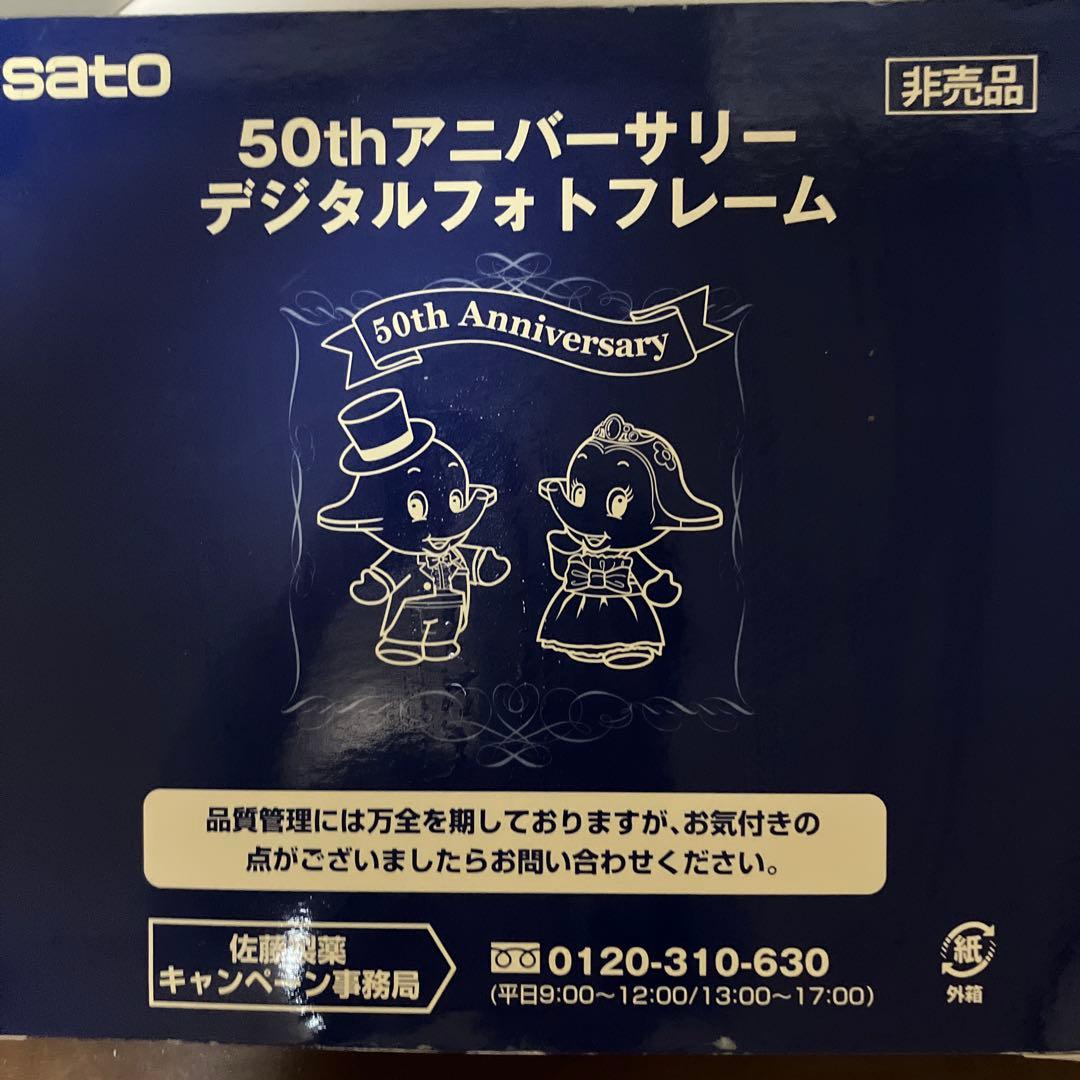 sato
非売品
50thアニバーサリー
デジタルフォトフレーム
50th Anniversary
品質管理には万全を期しておりますが、お気付きの
点がございましたらお問い合わせください。
佐藤製薬
キャンペーン事務局
0120-310-630
(平日9:00〜12:00/13:00〜17:00)
紙
外箱